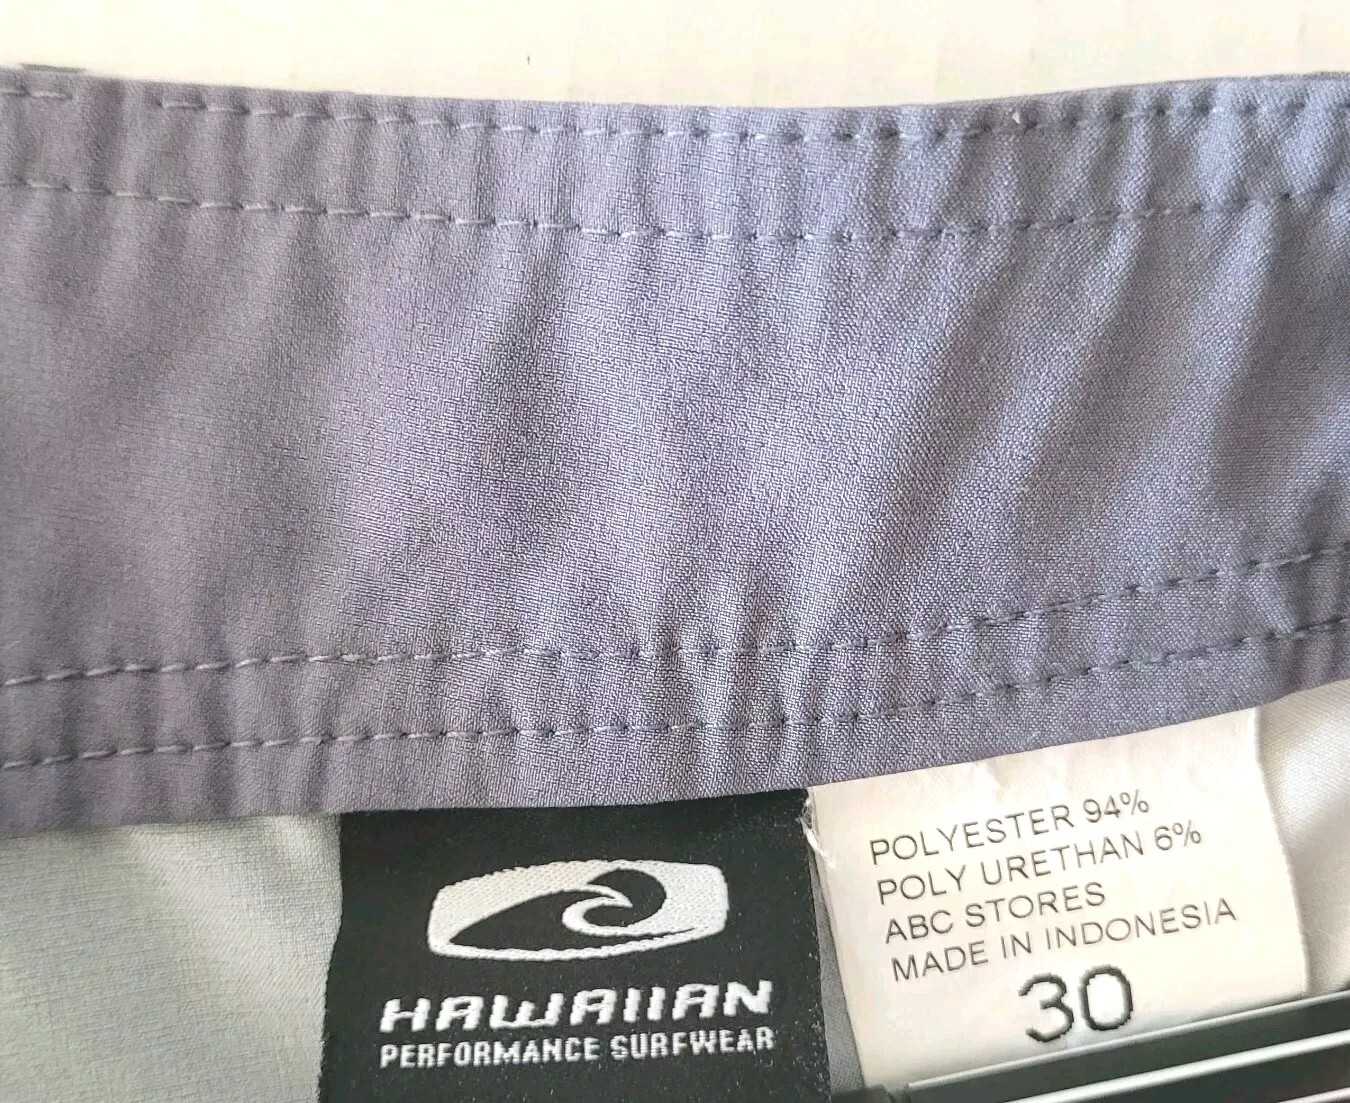 HAWAIIAN
PERFORMANCE SURFWEAR
POLYESTER 94%
POLY URETHAN 6%
ABC STORES
MADE IN INDONESIA
30